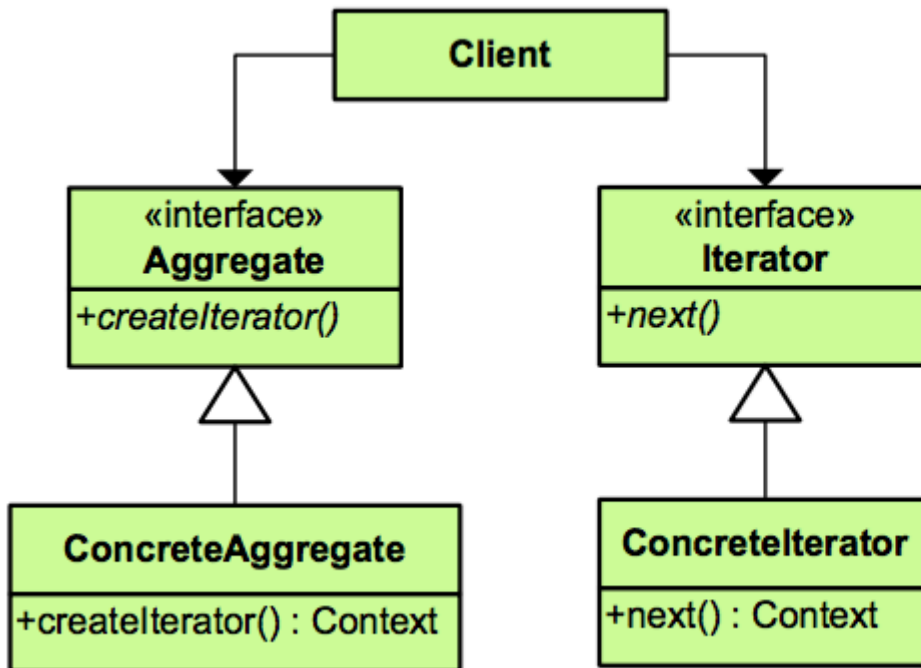 Client
«interface»
Aggregate
+createIterator()
«interface»
Iterator
+next()
ConcreteAggregate
+createIterator() : Context
ConcreteIterator
+next() : Context